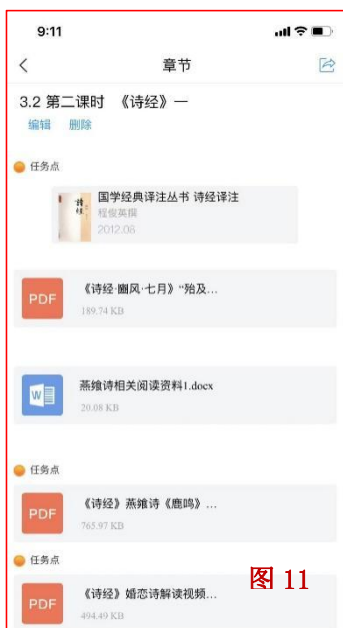 9:11
章节
3.2 第二课时 《诗经》一
编辑 删除
任务点
国学经典译注丛书 诗经译注
程俊英撰
2012.08
PDF
《诗经·豳风·七月》“殆及...
189.74 KB
W
燕飨诗相关阅读资料1.docx
20.08 KB
任务点
PDF
《诗经》燕飨诗《鹿鸣》...
765.97 KB
任务点
PDF
《诗经》婚恋诗解读视频...
494.49 KB
图 11